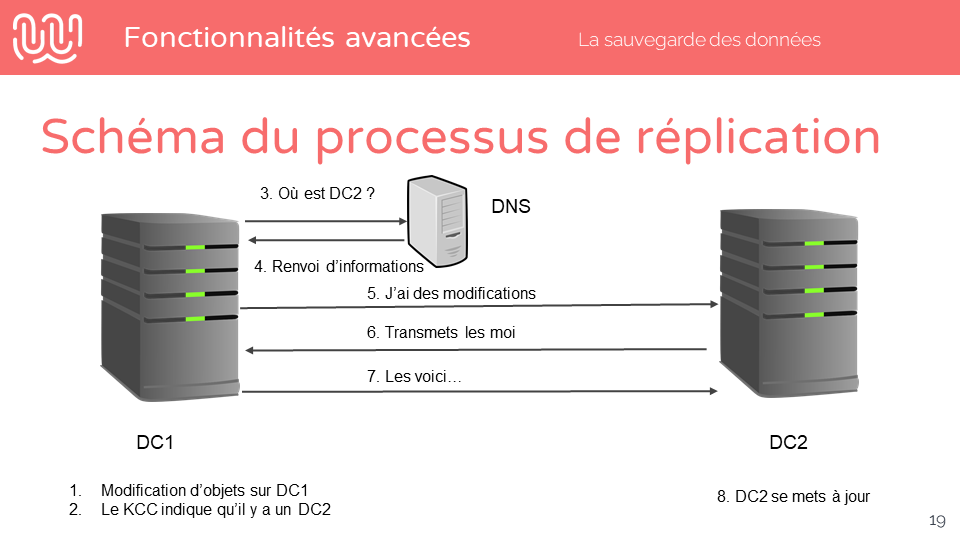 Fonctionnalités avancées
La sauvegarde des données
Schéma du processus de réplication
3. Où est DC2 ?
DNS
4. Renvoi d’informations
5. J’ai des modifications
6. Transmets les moi
7. Les voici…
DC1
DC2
1. Modification d’objets sur DC1
2. Le KCC indique qu’il y a un DC2
8. DC2 se mets à jour
19